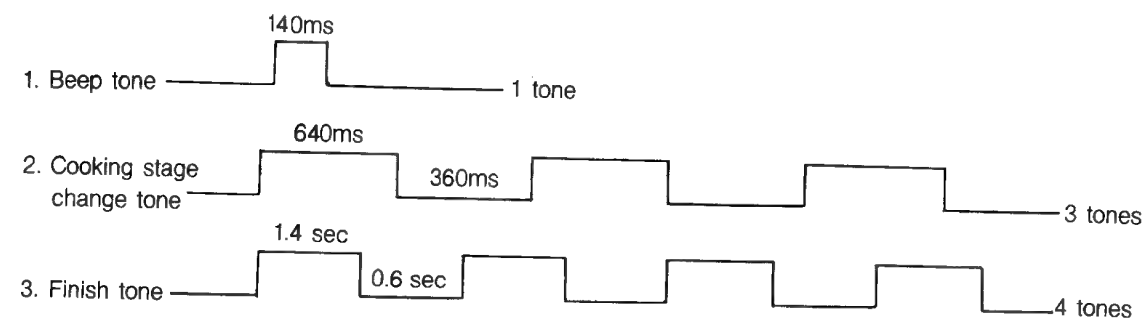 140ms
1. Beep tone
1 tone
640ms
2. Cooking stage
change tone
360ms
3 tones
1.4 sec
3. Finish tone
0.6 sec
4 tones